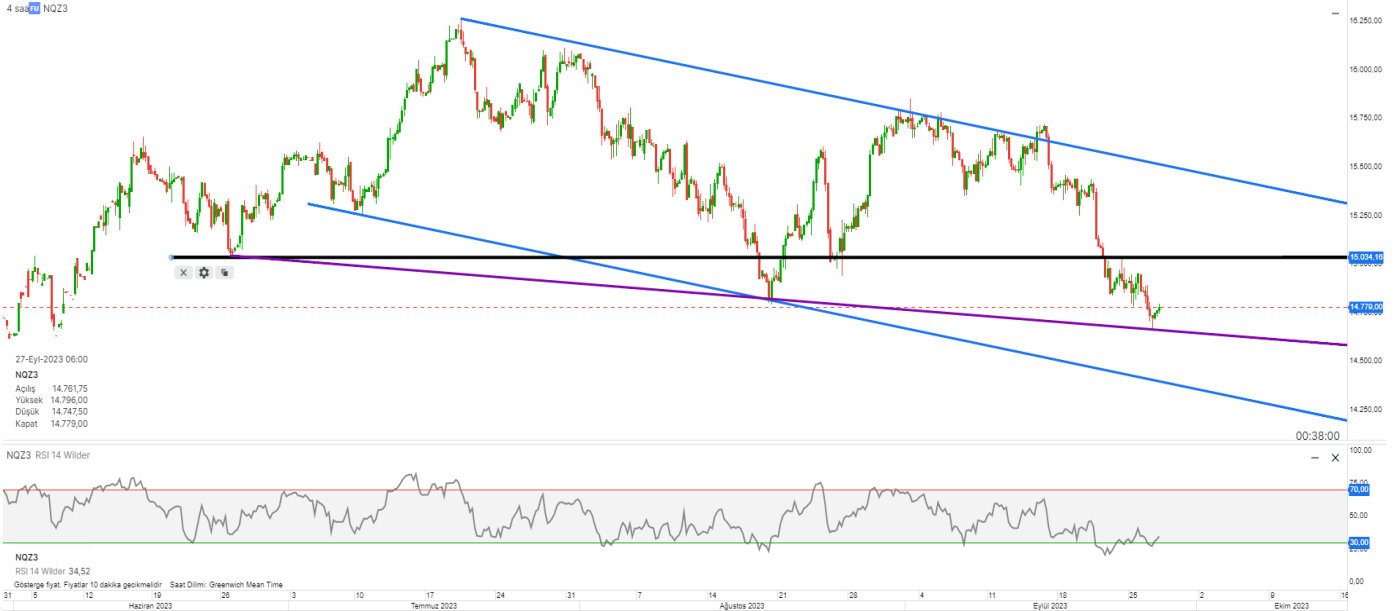 4 saa FU NQZ3
16.250,00
16.000,00
15.750,00
15.500,00
15.250,00
15.034,16
14.779,00
14.500,00
14.250,00
27-Eyl-2023 06:00
NQZ3
Açılış 14.761,75
Yüksek 14.796,00
Düşük 14.747,50
Kapat 14.779,00
00:38:00
NQZ3 RSI 14 Wilder
100,00
75,00
70,00
50,00
30,00
25,00
0,00
NQZ3
RSI 14 Wilder 34,52
Gösterge fiyat. Fiyatlar 10 dakika gecikmelidir Saat Dilimi: Greenwich Mean Time
31 5 12 19 26 3 10 17 24 31 7 14 21 28 4 11 18 25 2 9 16
Haziran 2023 Temmuz 2023 Ağustos 2023 Eylül 2023 Ekim 2023